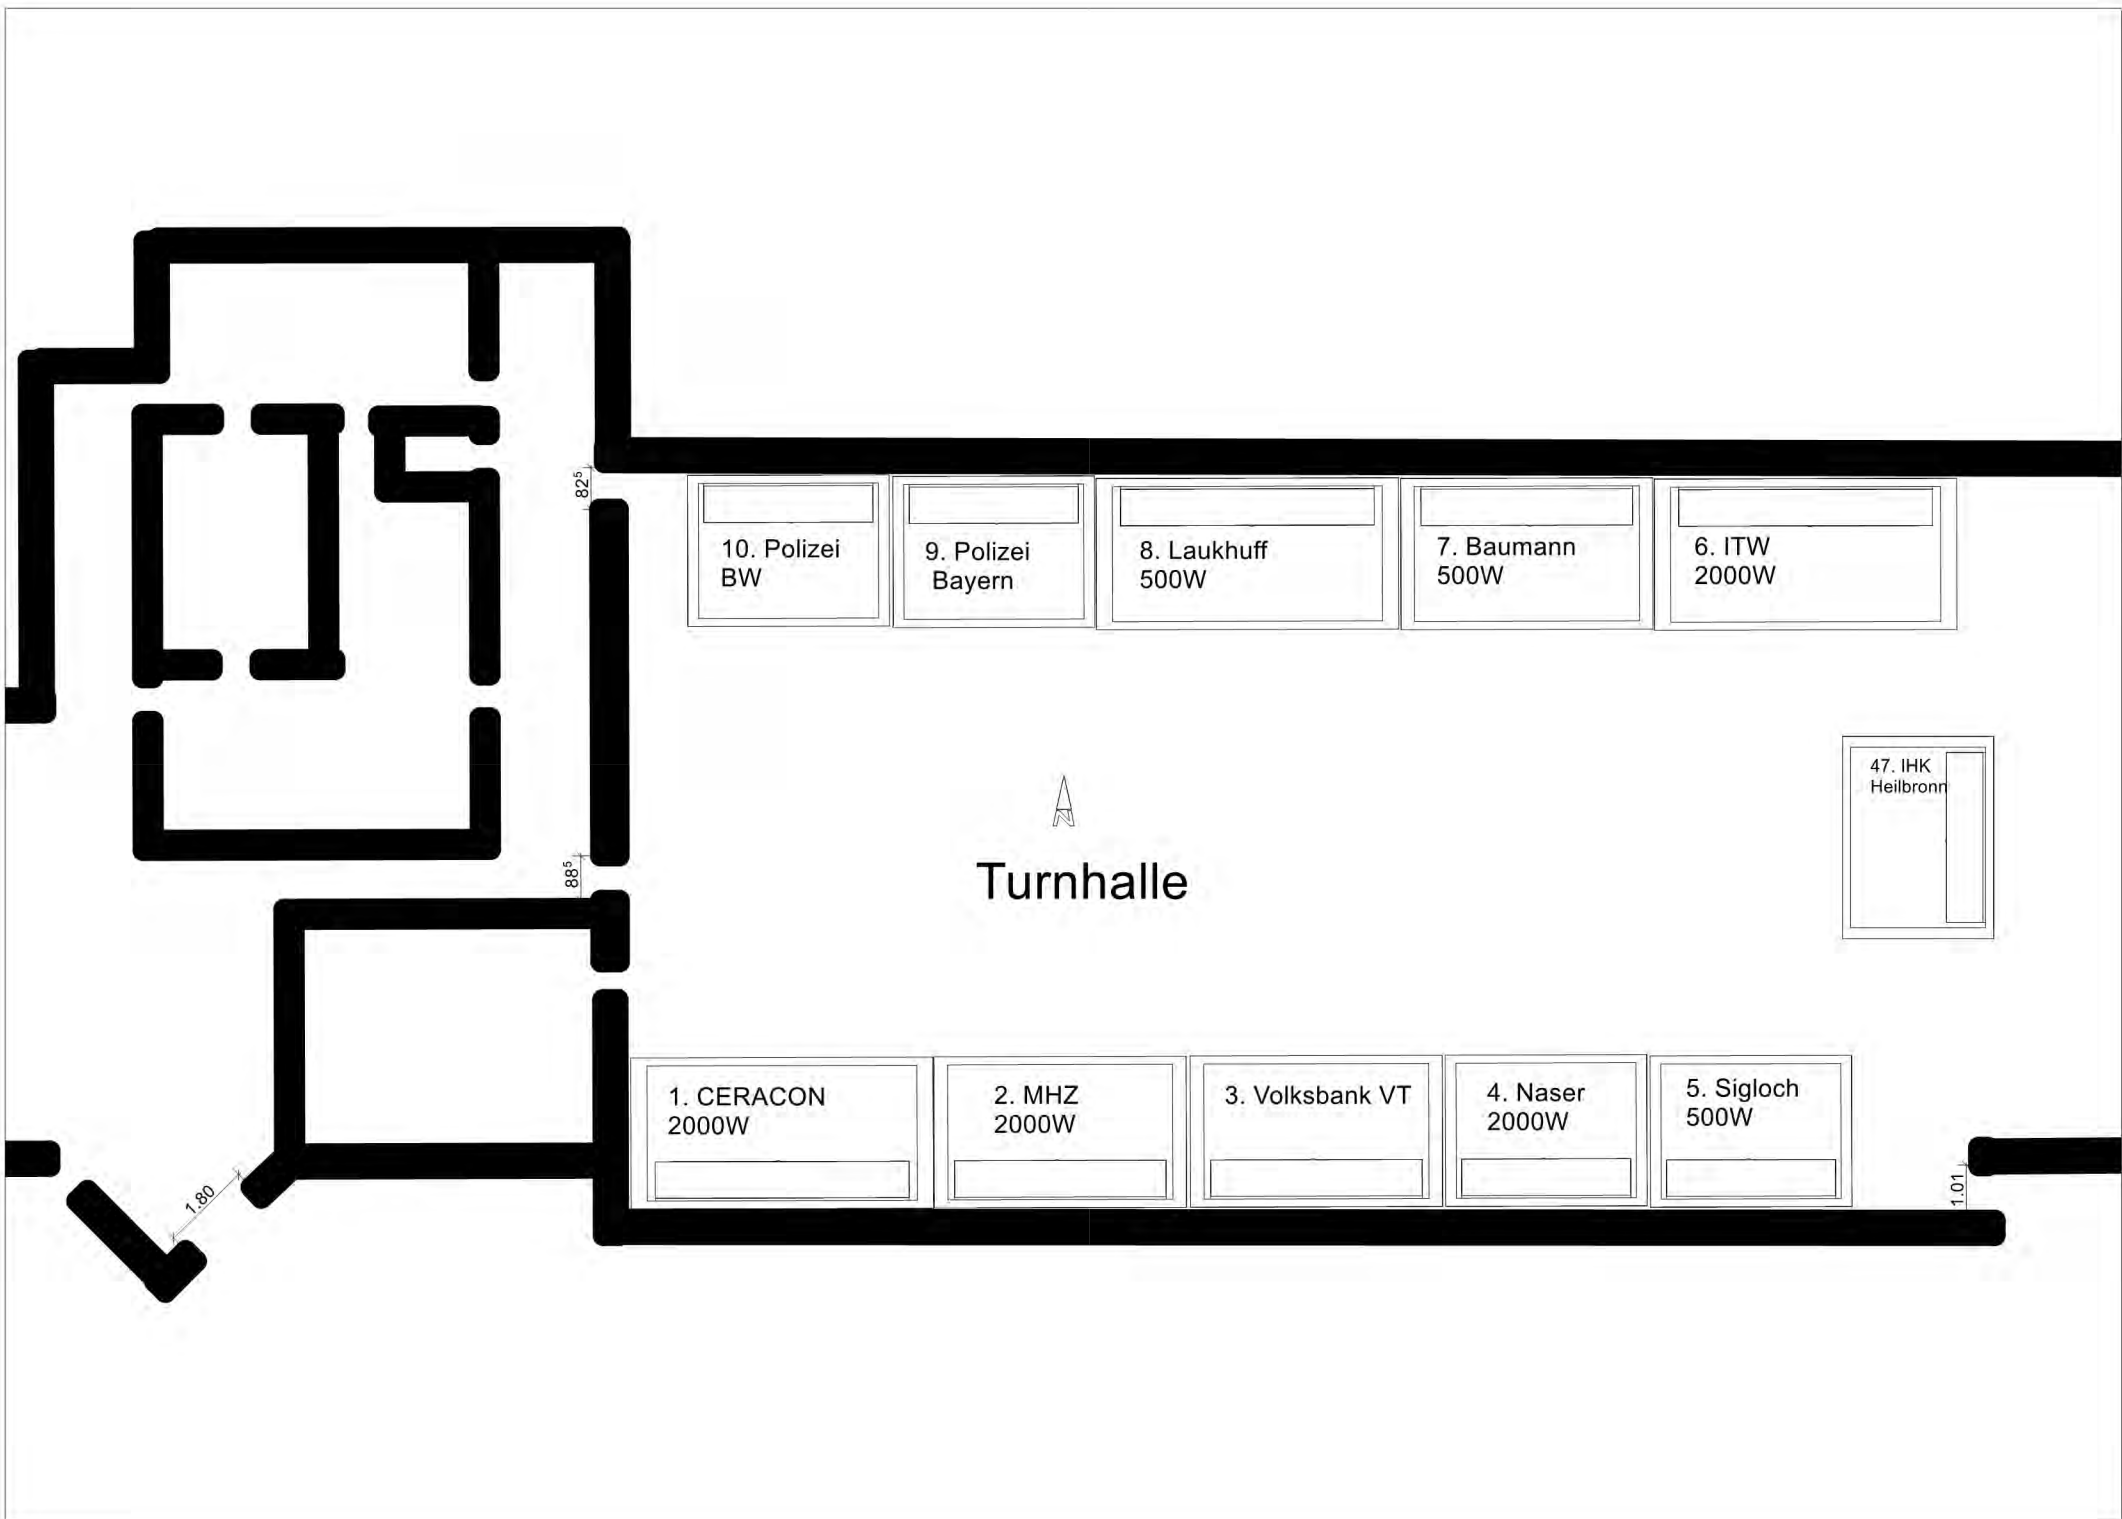 82⁵
10. Polizei
BW
9. Polizei
Bayern
8. Laukhuff
500W
7. Baumann
500W
6. ITW
2000W
47. IHK
Heilbronn
N
88⁵
Turnhalle
1. CERACON
2000W
2. MHZ
2000W
3. Volksbank VT
4. Naser
2000W
5. Sigloch
500W
1.80
1.01